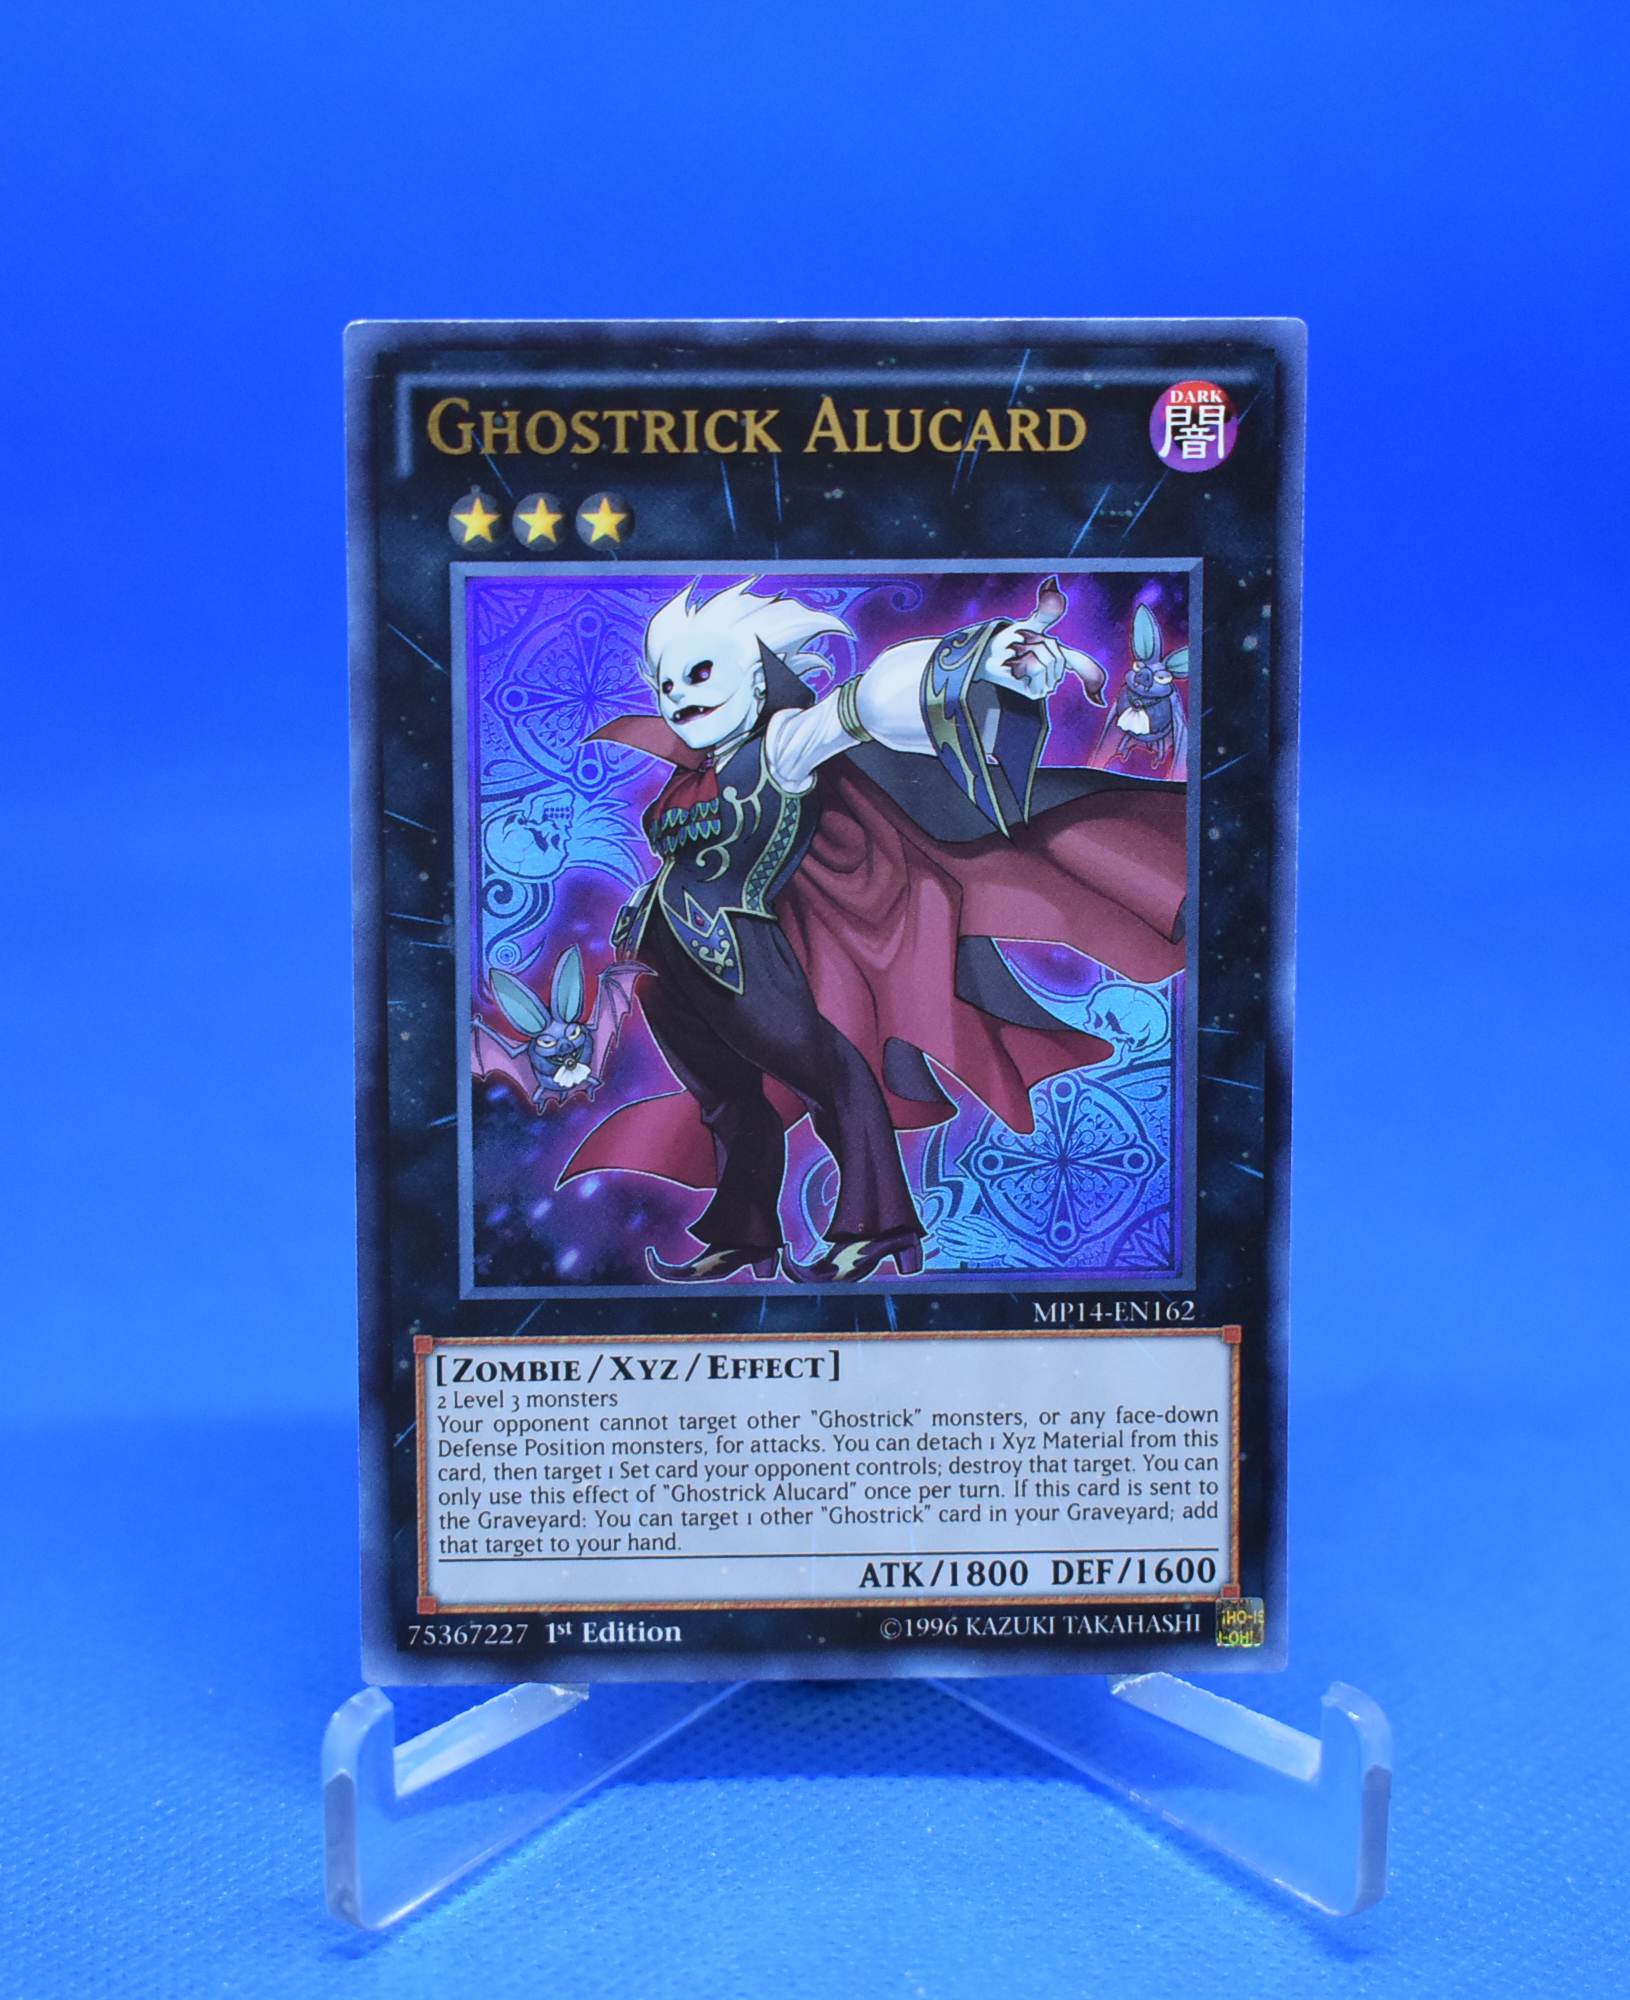 GHOSTRICK ALUCARD
DARK
闇
MP14-EN162
[ZOMBIE/XYZ/EFFECT]
2 Level 3 monsters
Your opponent cannot target other "Ghostrick" monsters, or any face-down
Defense Position monsters, for attacks. You can detach 1 Xyz Material from this
card, then target 1 Set card your opponent controls; destroy that target. You can
only use this effect of "Ghostrick Alucard" once per turn. If this card is sent to
the Graveyard: You can target 1 other "Ghostrick" card in your Graveyard; add
that target to your hand.
ATK/1800 DEF/1600
75367227 1st Edition
©1996 KAZUKI TAKAHASHI